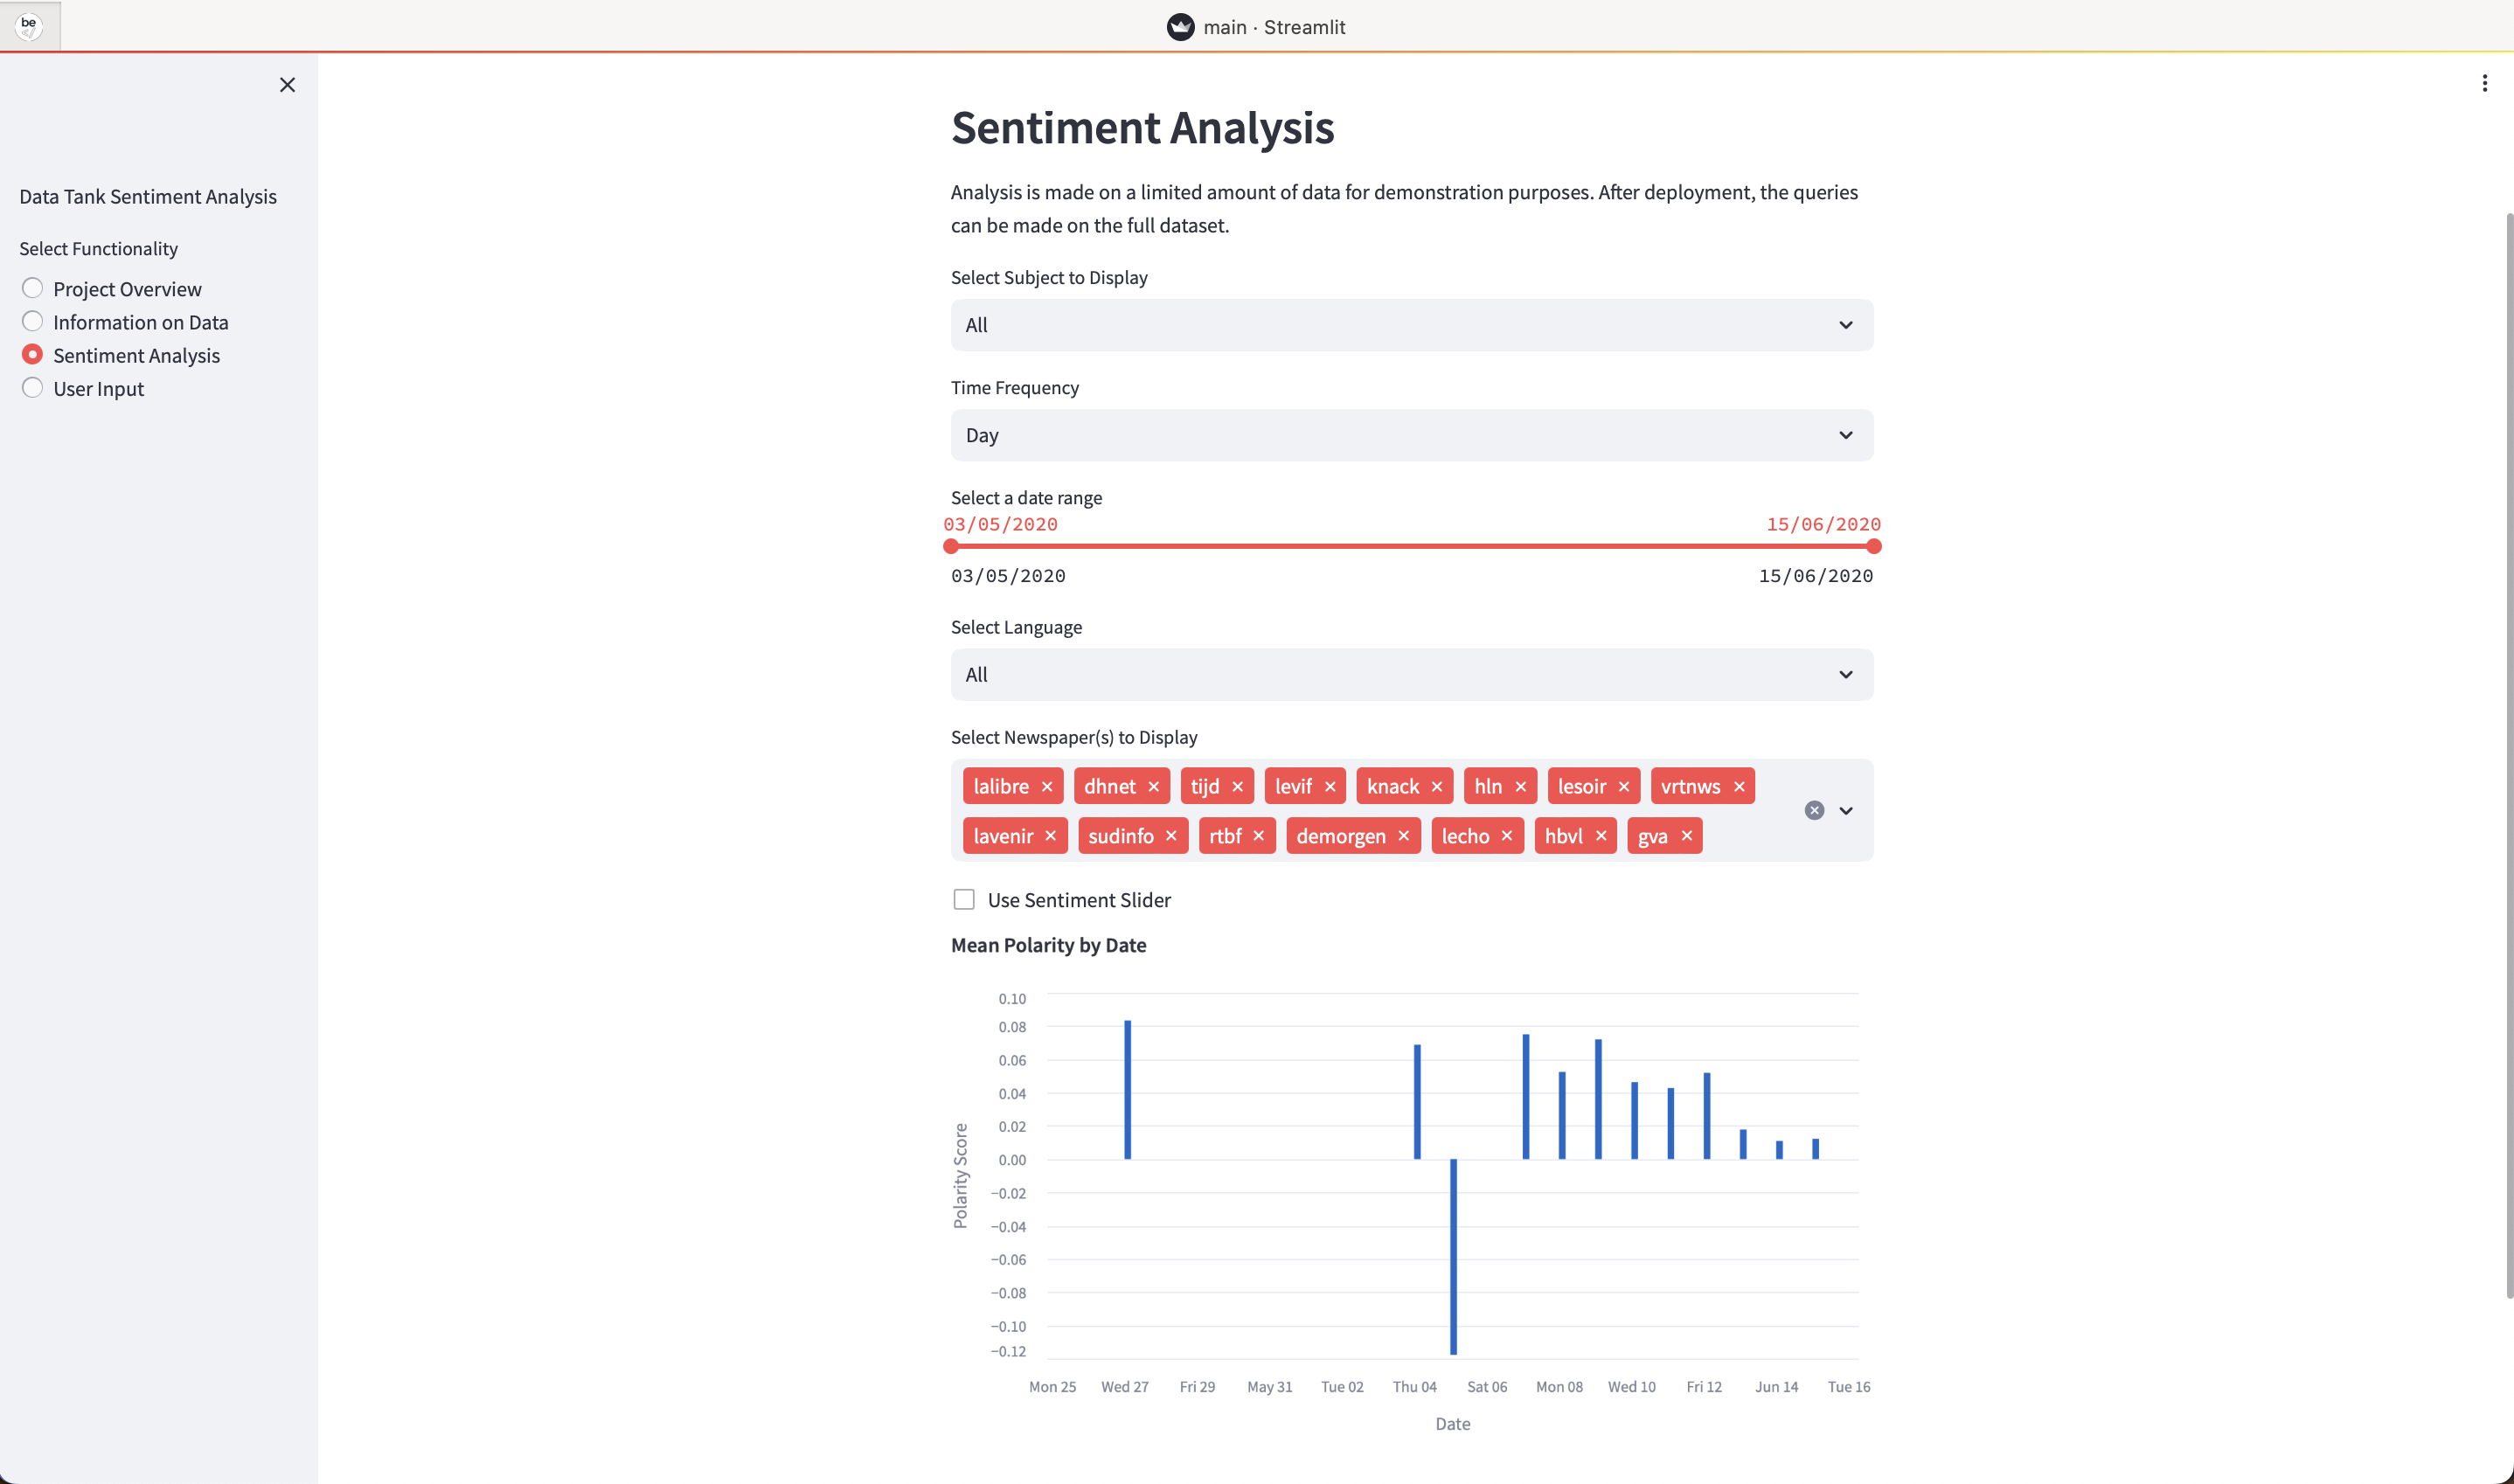 be
main · Streamlit
Data Tank Sentiment Analysis
Select Functionality
Project Overview
Information on Data
Sentiment Analysis
User Input
Sentiment Analysis
Analysis is made on a limited amount of data for demonstration purposes. After deployment, the queries
can be made on the full dataset.
Select Subject to Display
All
Time Frequency
Day
Select a date range
03/05/2020 15/06/2020
03/05/2020 15/06/2020
Select Language
All
Select Newspaper(s) to Display
lalibre dhnet tijd levif knack hln lesoir vrtnws
lavenir sudinfo rtbf demorgen lecho hbvl gva
Use Sentiment Slider
Mean Polarity by Date
Polarity Score
0.10
0.08
0.06
0.04
0.02
0.00
−0.02
−0.04
−0.06
−0.08
−0.10
−0.12
Mon 25 Wed 27 Fri 29 May 31 Tue 02 Thu 04 Sat 06 Mon 08 Wed 10 Fri 12 Jun 14 Tue 16
Date